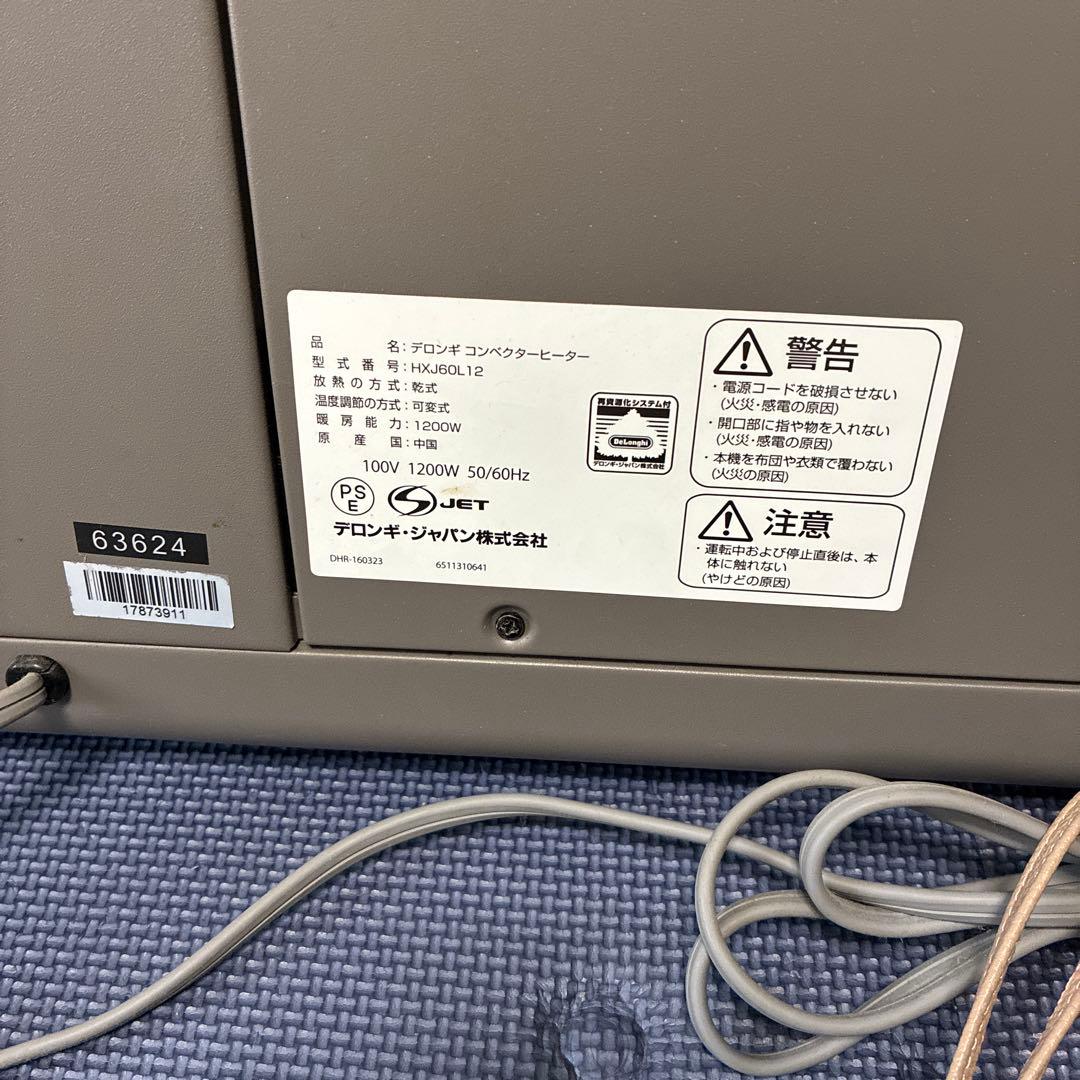 品 名：デロンギ コンベクターヒーター
型式番号：HXJ60L12
放熱の方式：乾式
温度調節の方式：可変式
暖房能力：1200W
原産国：中国
100V 1200W 50/60Hz
PS
E
S JET
デロンギ・ジャパン株式会社
DHR-160323 6511310641
再資源化システム付
DeLonghi
デロンギ・ジャパン株式会社
警告
・電源コードを破損させない
(火災・感電の原因)
・開口部に指や物を入れない
(火災・感電の原因)
・本機を布団や衣類で覆わない
(火災の原因)
注意
・運転中および停止直後は、本
体に触れない
(やけどの原因)
63624
17873911